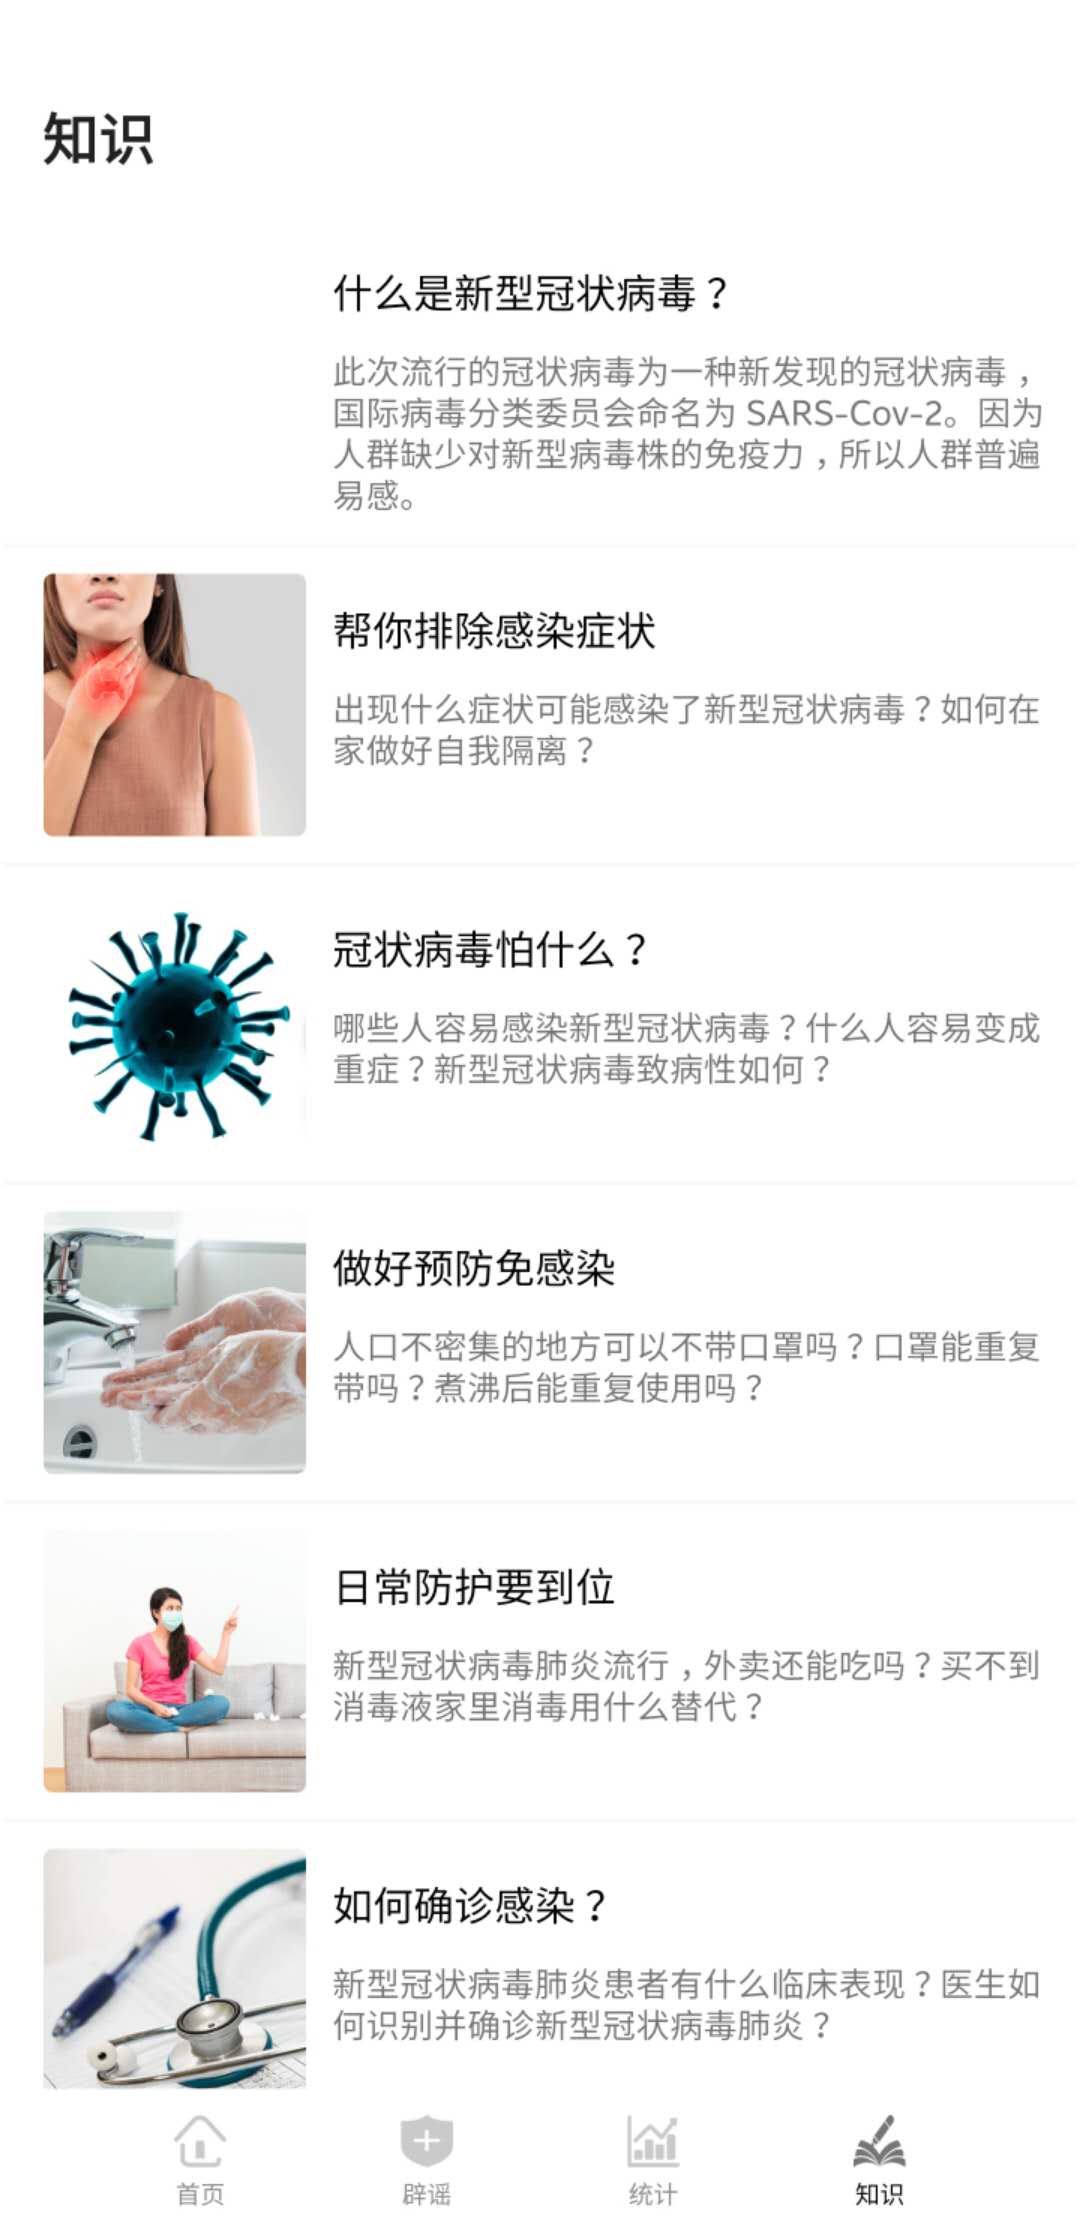 知识
什么是新型冠状病毒？
此次流行的冠状病毒为一种新发现的冠状病毒，
国际病毒分类委员会命名为 SARS-Cov-2。因为
人群缺少对新型病毒株的免疫力，所以人群普遍
易感。
帮你排除感染症状
出现什么症状可能感染了新型冠状病毒？如何在
家做好自我隔离？
冠状病毒怕什么？
哪些人容易感染新型冠状病毒？什么人容易变成
重症？新型冠状病毒致病性如何？
做好预防免感染
人口不密集的地方可以不带口罩吗？口罩能重复
带吗？煮沸后能重复使用吗？
日常防护要到位
新型冠状病毒肺炎流行，外卖还能吃吗？买不到
消毒液家里消毒用什么替代？
如何确诊感染？
新型冠状病毒肺炎患者有什么临床表现？医生如
何识别并确诊新型冠状病毒肺炎？
首页
辟谣
统计
知识